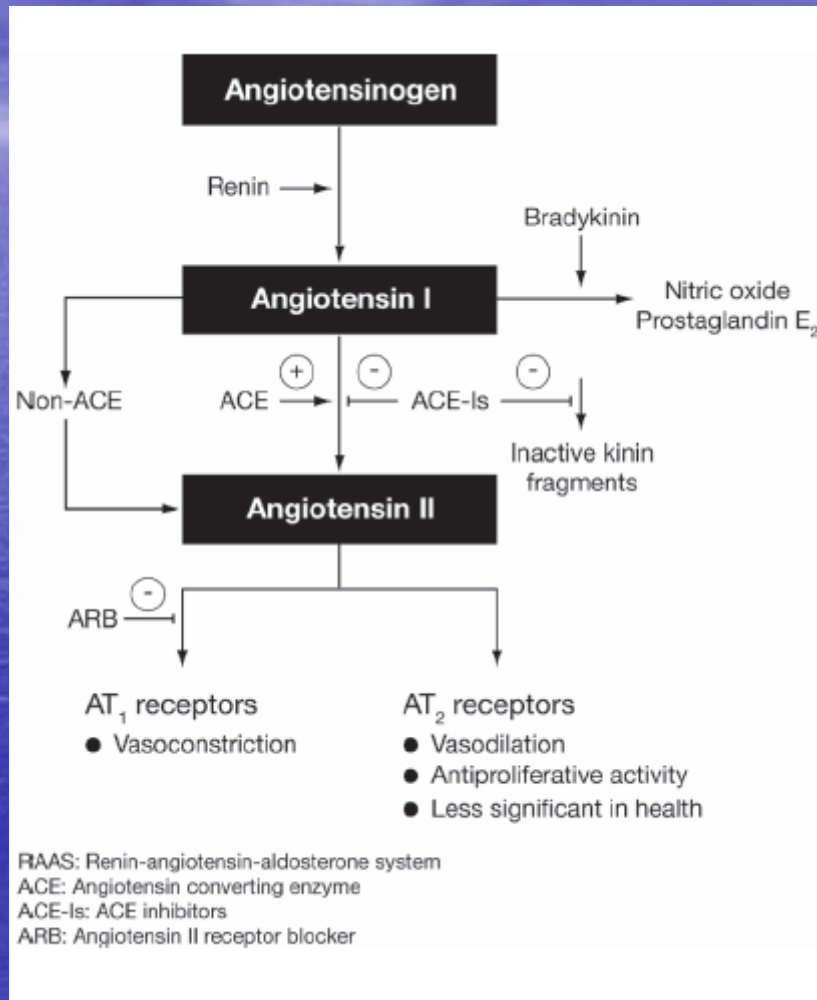 Angiotensinogen
Renin
Bradykinin
Angiotensin I
Nitric oxide
Prostaglandin E₂
+
-
-
Non-ACE
ACE
ACE-Is
Inactive kinin
fragments
Angiotensin II
-
ARB
AT₁ receptors
● Vasoconstriction
AT₂ receptors
● Vasodilation
● Antiproliferative activity
● Less significant in health
RAAS: Renin-angiotensin-aldosterone system
ACE: Angiotensin converting enzyme
ACE-Is: ACE inhibitors
ARB: Angiotensin II receptor blocker